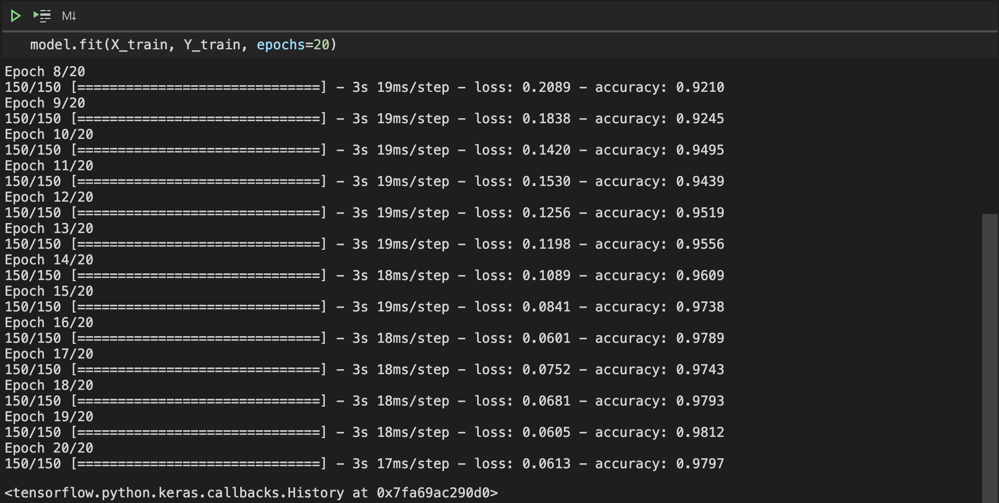 M↓
model.fit(X_train, Y_train, epochs=20)
Epoch 8/20
150/150 [==============================] - 3s 19ms/step - loss: 0.2089 - accuracy: 0.9210
Epoch 9/20
150/150 [==============================] - 3s 19ms/step - loss: 0.1838 - accuracy: 0.9245
Epoch 10/20
150/150 [==============================] - 3s 19ms/step - loss: 0.1420 - accuracy: 0.9495
Epoch 11/20
150/150 [==============================] - 3s 19ms/step - loss: 0.1530 - accuracy: 0.9439
Epoch 12/20
150/150 [==============================] - 3s 19ms/step - loss: 0.1256 - accuracy: 0.9519
Epoch 13/20
150/150 [==============================] - 3s 19ms/step - loss: 0.1198 - accuracy: 0.9556
Epoch 14/20
150/150 [==============================] - 3s 18ms/step - loss: 0.1089 - accuracy: 0.9609
Epoch 15/20
150/150 [==============================] - 3s 19ms/step - loss: 0.0841 - accuracy: 0.9738
Epoch 16/20
150/150 [==============================] - 3s 18ms/step - loss: 0.0601 - accuracy: 0.9789
Epoch 17/20
150/150 [==============================] - 3s 18ms/step - loss: 0.0752 - accuracy: 0.9743
Epoch 18/20
150/150 [==============================] - 3s 18ms/step - loss: 0.0681 - accuracy: 0.9793
Epoch 19/20
150/150 [==============================] - 3s 18ms/step - loss: 0.0605 - accuracy: 0.9812
Epoch 20/20
150/150 [==============================] - 3s 17ms/step - loss: 0.0613 - accuracy: 0.9797
<tensorflow.python.keras.callbacks.History at 0x7fa69ac290d0>